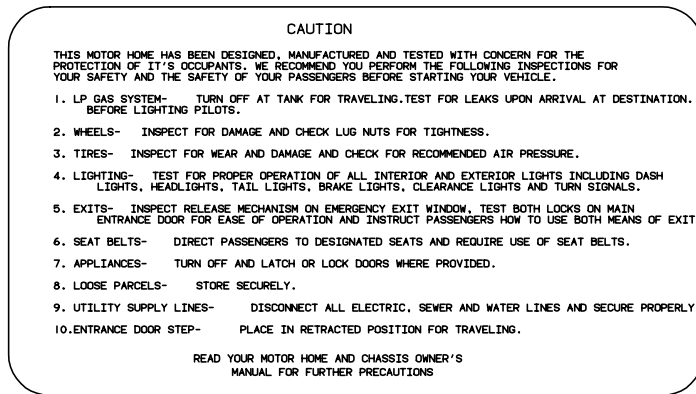 CAUTION
THIS MOTOR HOME HAS BEEN DESIGNED, MANUFACTURED AND TESTED WITH CONCERN FOR THE
PROTECTION OF IT'S OCCUPANTS. WE RECOMMEND YOU PERFORM THE FOLLOWING INSPECTIONS FOR
YOUR SAFETY AND THE SAFETY OF YOUR PASSENGERS BEFORE STARTING YOUR VEHICLE.
1. LP GAS SYSTEM- TURN OFF AT TANK FOR TRAVELING.TEST FOR LEAKS UPON ARRIVAL AT DESTINATION.
BEFORE LIGHTING PILOTS.
2. WHEELS- INSPECT FOR DAMAGE AND CHECK LUG NUTS FOR TIGHTNESS.
3. TIRES- INSPECT FOR WEAR AND DAMAGE AND CHECK FOR RECOMMENDED AIR PRESSURE.
4. LIGHTING- TEST FOR PROPER OPERATION OF ALL INTERIOR AND EXTERIOR LIGHTS INCLUDING DASH
LIGHTS, HEADLIGHTS, TAIL LIGHTS, BRAKE LIGHTS, CLEARANCE LIGHTS AND TURN SIGNALS.
5. EXITS- INSPECT RELEASE MECHANISM ON EMERGENCY EXIT WINDOW, TEST BOTH LOCKS ON MAIN
ENTRANCE DOOR FOR EASE OF OPERATION AND INSTRUCT PASSENGERS HOW TO USE BOTH MEANS OF EXIT
6. SEAT BELTS- DIRECT PASSENGERS TO DESIGNATED SEATS AND REQUIRE USE OF SEAT BELTS.
7. APPLIANCES- TURN OFF AND LATCH OR LOCK DOORS WHERE PROVIDED.
8. LOOSE PARCELS- STORE SECURELY.
9. UTILITY SUPPLY LINES- DISCONNECT ALL ELECTRIC, SEWER AND WATER LINES AND SECURE PROPERLY
10.ENTRANCE DOOR STEP- PLACE IN RETRACTED POSITION FOR TRAVELING.
READ YOUR MOTOR HOME AND CHASSIS OWNER'S
MANUAL FOR FURTHER PRECAUTIONS